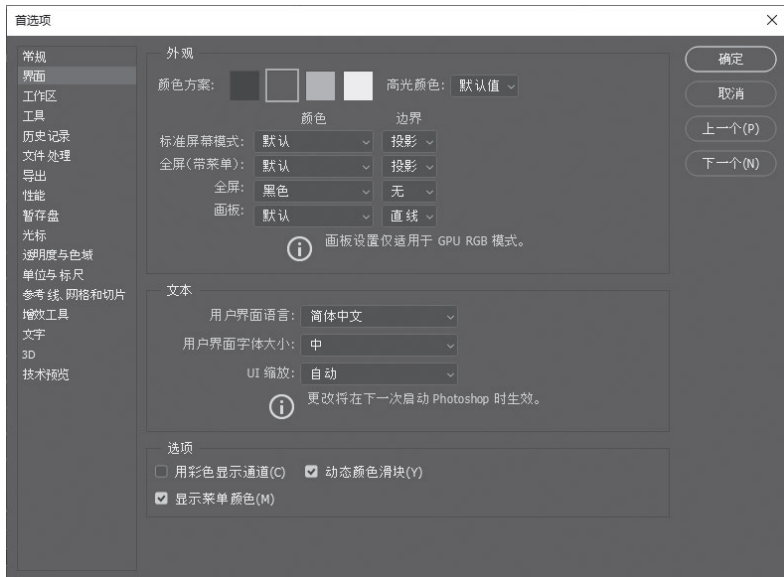 首选项
常规
界面
工作区
工具
历史记录
文件处理
导出
性能
暂存盘
光标
透明度与色域
单位与标尺
参考线、网格和切片
增效工具
文字
3D
技术预览
外观
颜色方案:
高光颜色: 默认值
颜色 边界
标准屏幕模式: 默认 投影
全屏(带菜单): 默认 投影
全屏: 黑色 无
画板: 默认 直线
画板设置仅适用于 GPU RGB 模式。
文本
用户界面语言: 简体中文
用户界面字体大小: 中
UI 缩放: 自动
更改将在下一次启动 Photoshop 时生效。
选项
用彩色显示通道(C) 动态颜色滑块(Y)
显示菜单颜色(M)
确定
取消
上一个(P)
下一个(N)